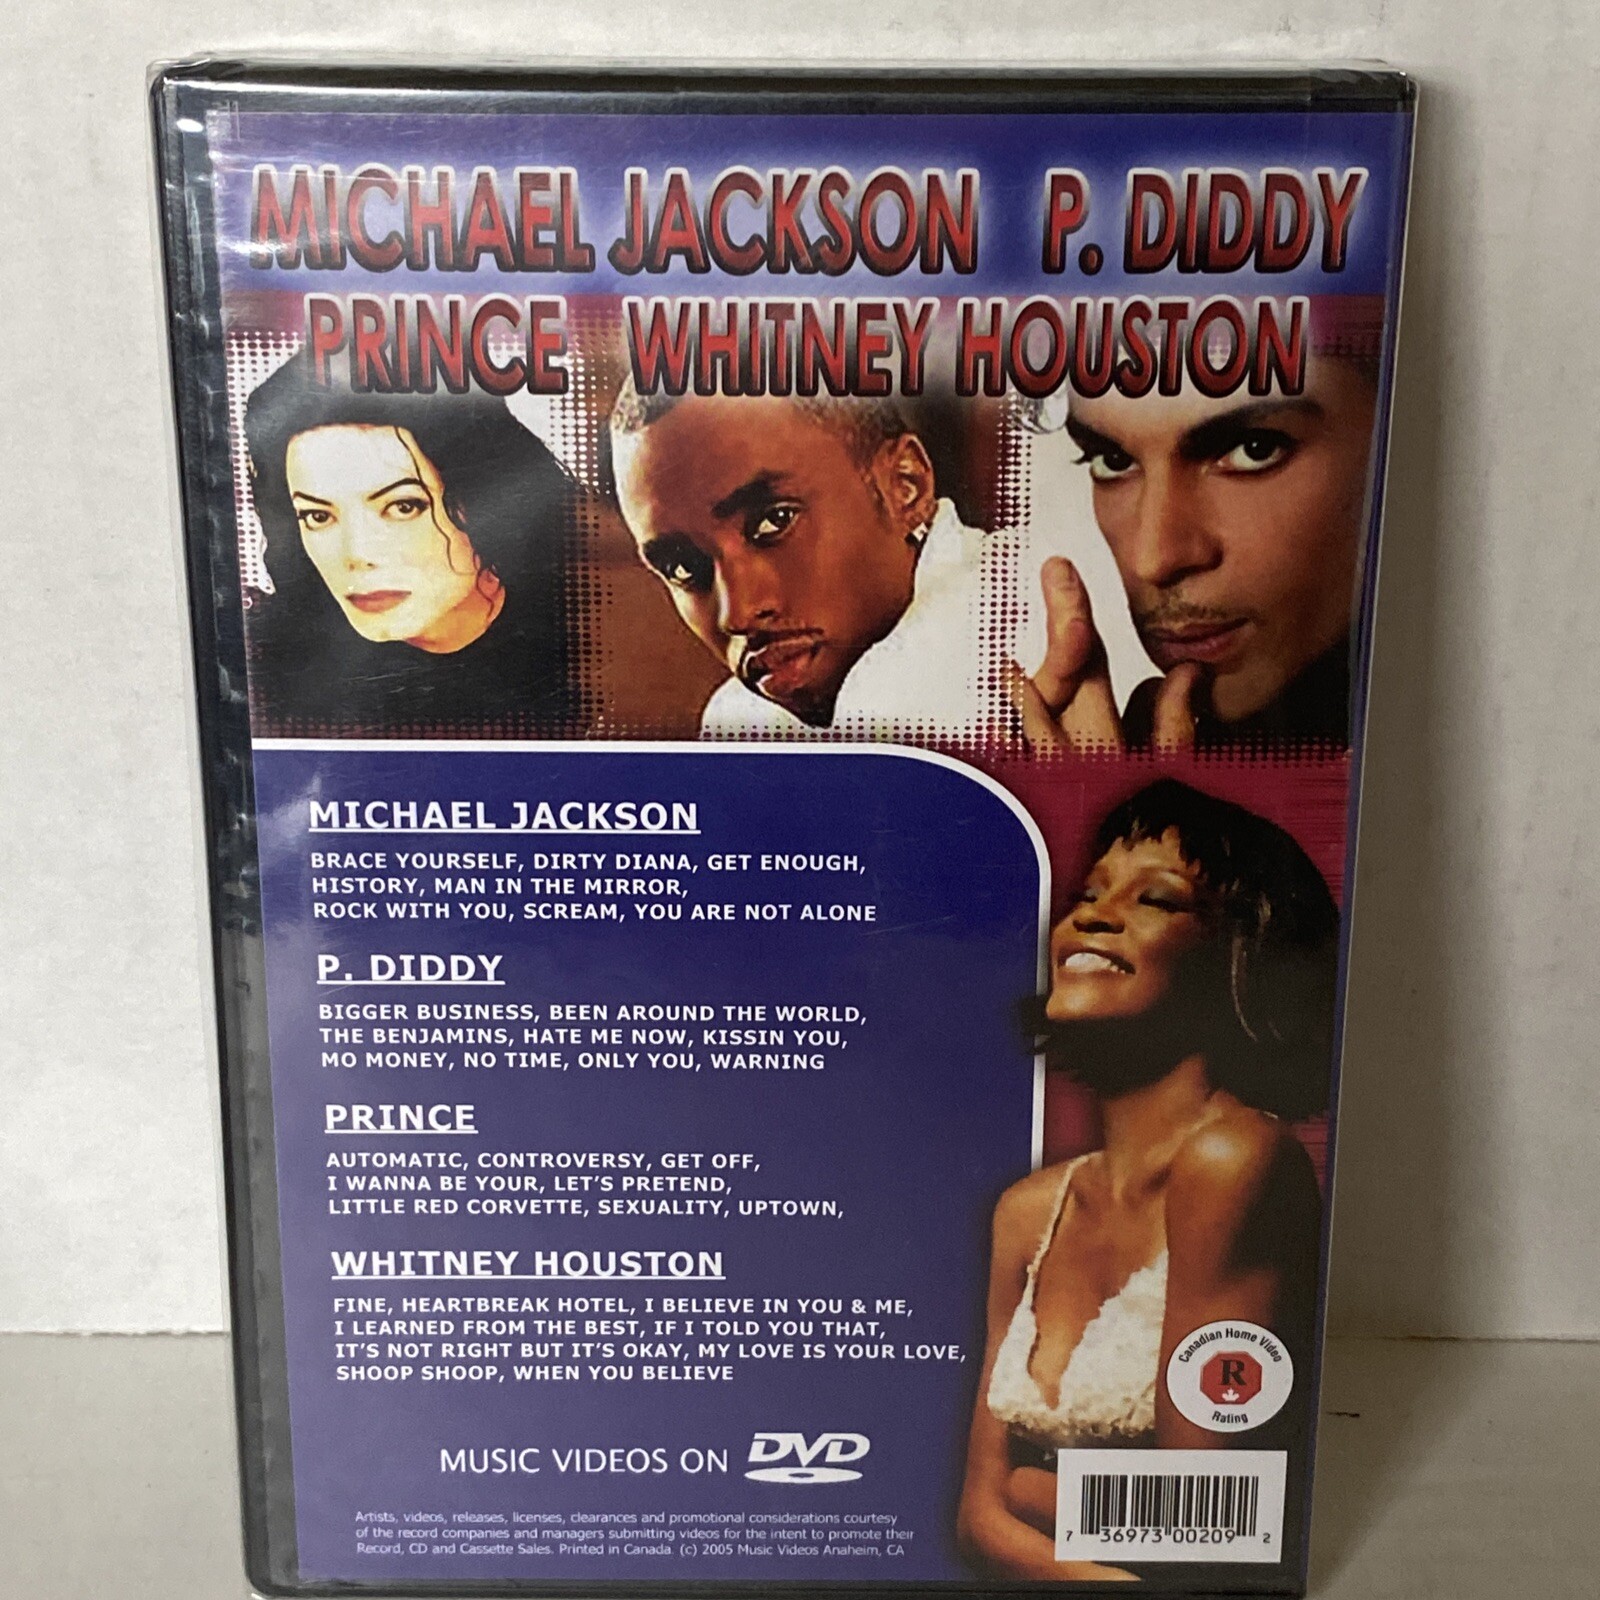 MICHAEL JACKSON P. DIDDY
PRINCE WHITNEY HOUSTON
MICHAEL JACKSON
BRACE YOURSELF, DIRTY DIANA, GET ENOUGH,
HISTORY, MAN IN THE MIRROR,
ROCK WITH YOU, SCREAM, YOU ARE NOT ALONE
P. DIDDY
BIGGER BUSINESS, BEEN AROUND THE WORLD,
THE BENJAMINS, HATE ME NOW, KISSIN YOU,
MO MONEY, NO TIME, ONLY YOU, WARNING
PRINCE
AUTOMATIC, CONTROVERSY, GET OFF,
I WANNA BE YOUR, LET'S PRETEND,
LITTLE RED CORVETTE, SEXUALITY, UPTOWN,
WHITNEY HOUSTON
FINE, HEARTBREAK HOTEL, I BELIEVE IN YOU & ME,
I LEARNED FROM THE BEST, IF I TOLD YOU THAT,
IT'S NOT RIGHT BUT IT'S OKAY, MY LOVE IS YOUR LOVE,
SHOOP SHOOP, WHEN YOU BELIEVE
Canadian Home Video
R
Rating
MUSIC VIDEOS ON DVD
Artists, videos, releases, licenses, clearances and promotional considerations courtesy
of the record companies and managers submitting videos for the intent to promote their
Record, CD and Cassette Sales. Printed in Canada. (c) 2005 Music Videos Anaheim, CA
7 36973 00209 2